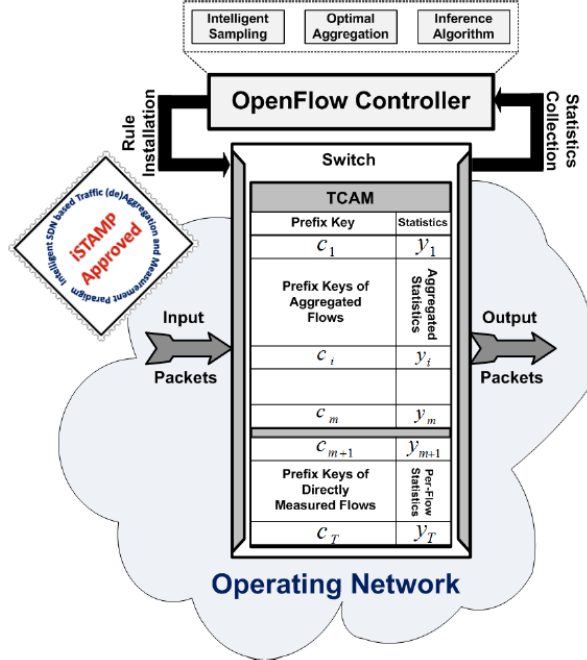 Intelligent
Sampling
Optimal
Aggregation
Inference
Algorithm
OpenFlow Controller
Rule
Installation
Statistics
Collection
Switch
TCAM
Prefix Key
Statistics
c1
y1
Prefix Keys of
Aggregated
Flows
Aggregated
Statistics
ci
yi
cm
ym
cm+1
ym+1
Prefix Keys of
Directly
Measured Flows
Per-Flow
Statistics
cT
yT
Intelligent SDN based Traffic (de)Aggregation and Measurement Paradigm
iSTAMP
Approved
Input
Packets
Output
Packets
Operating Network